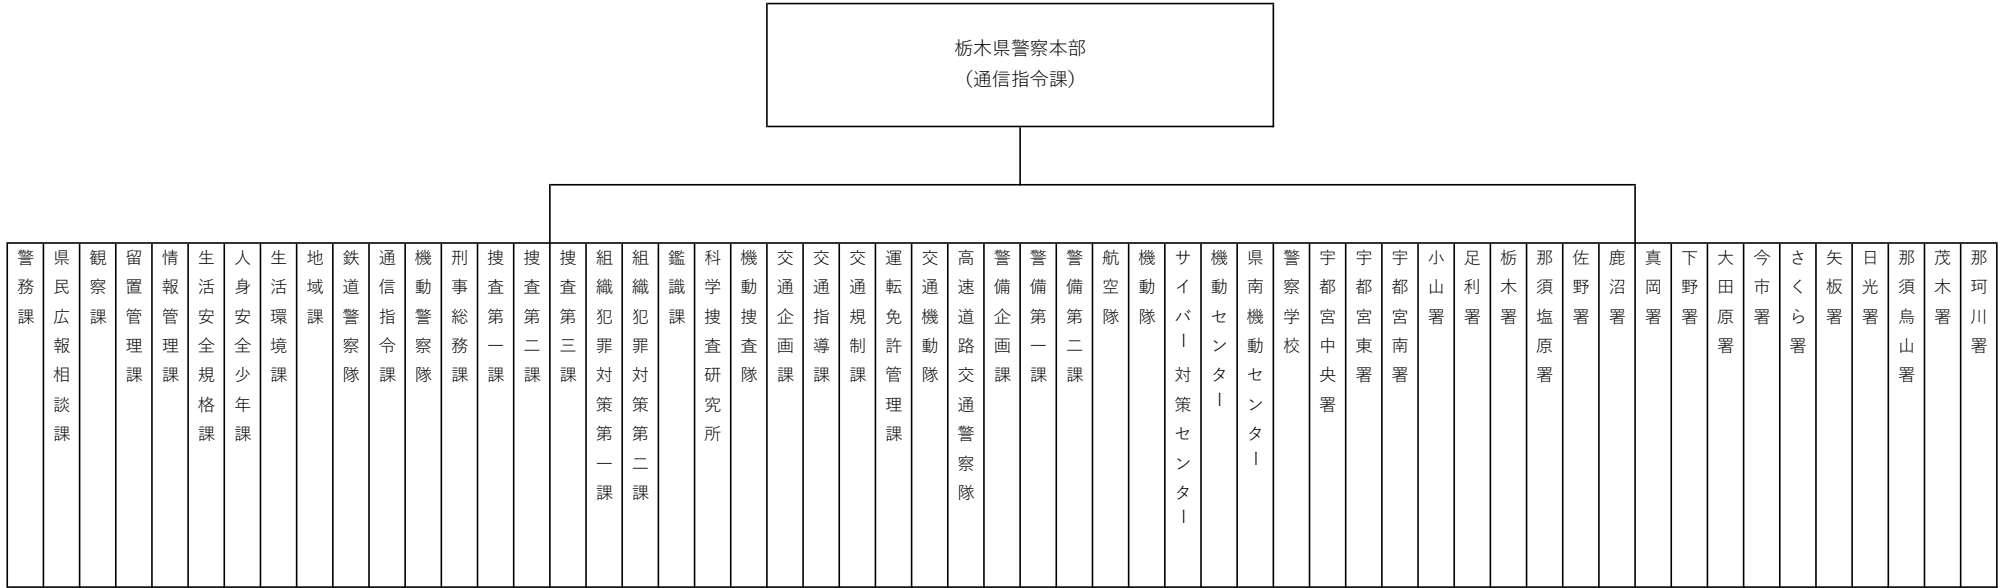 栃木県警察本部
（通信指令課）
警務課
県民広報相談課
観察課
留置管理課
情報管理課
生活安全規格課
人身安全少年課
生活環境課
地域課
鉄道警察隊
通信指令課
機動警察隊
刑事総務課
捜査第一課
捜査第二課
捜査第三課
組織犯罪対策第一課
組織犯罪対策第二課
鑑識課
科学捜査研究所
機動捜査隊
交通企画課
交通指導課
交通規制課
運転免許管理課
交通機動隊
高速道路交通警察隊
警備企画課
警備第一課
警備第二課
航空隊
機動隊
サイバー対策センター
機動センター
県南機動センター
警察学校
宇都宮中央署
宇都宮東署
宇都宮南署
小山署
足利署
栃木署
那須塩原署
佐野署
鹿沼署
真岡署
下野署
大田原署
今市署
さくら署
矢板署
日光署
那須烏山署
茂木署
那珂川署